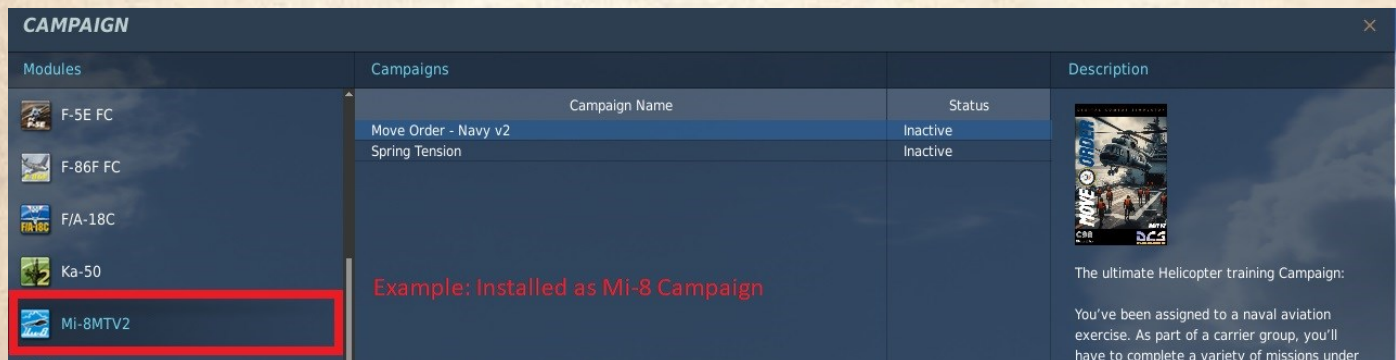 CAMPAIGN
Modules
Campaigns
Description
F-5E FC
F-86F FC
F/A-18C
Ka-50
Mi-8MTV2
Campaign Name
Status
Move Order - Navy v2
Inactive
Spring Tension
Inactive
Example: Installed as Mi-8 Campaign
MOVE ORDER
DCS
The ultimate Helicopter training Campaign:
You've been assigned to a naval aviation
exercise. As part of a carrier group, you'll
have to complete a variety of missions under